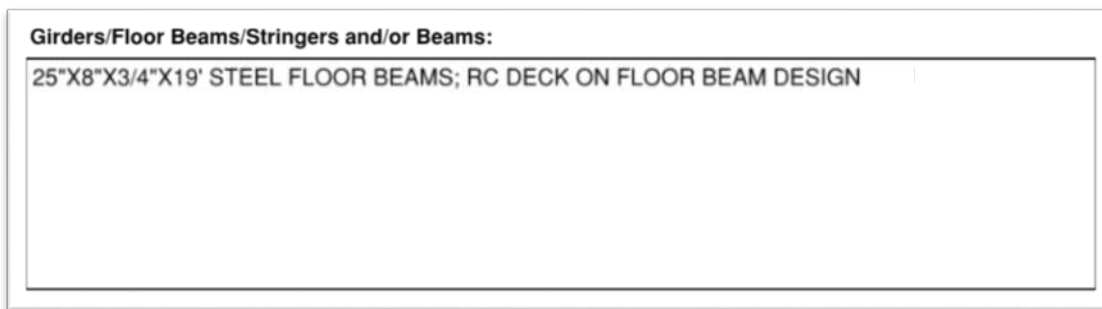 Girders/Floor Beams/Stringers and/or Beams:
25"X8"X3/4"X19' STEEL FLOOR BEAMS; RC DECK ON FLOOR BEAM DESIGN